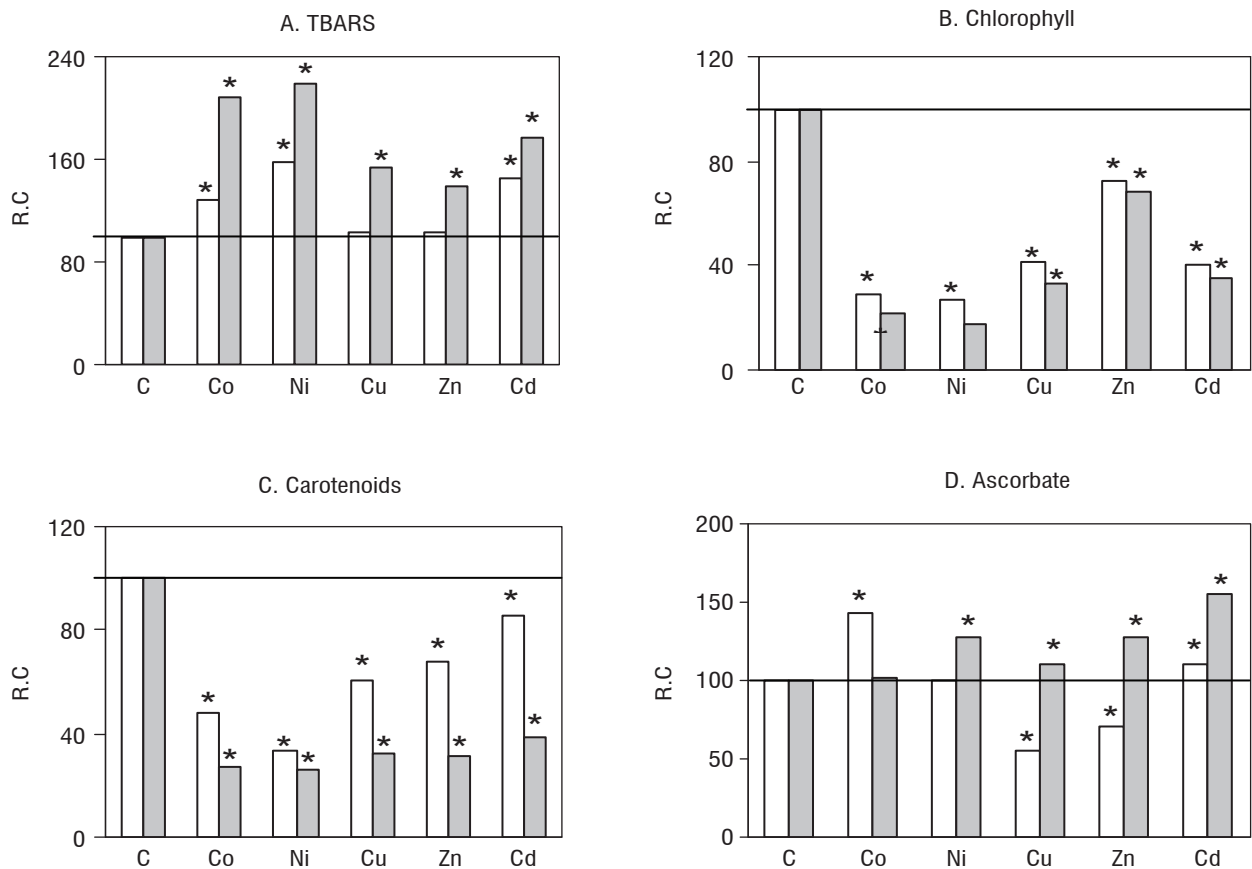 A. TBARS
240
160
80
0
R.C
* * * * * * * *
C Co Ni Cu Zn Cd
B. Chlorophyll
120
80
40
0
R.C
* * * * * * * * *
C Co Ni Cu Zn Cd
C. Carotenoids
120
80
40
0
R.C
* * * * * * * * * *
C Co Ni Cu Zn Cd
D. Ascorbate
200
150
100
50
0
R.C
* * * * * * * *
C Co Ni Cu Zn Cd